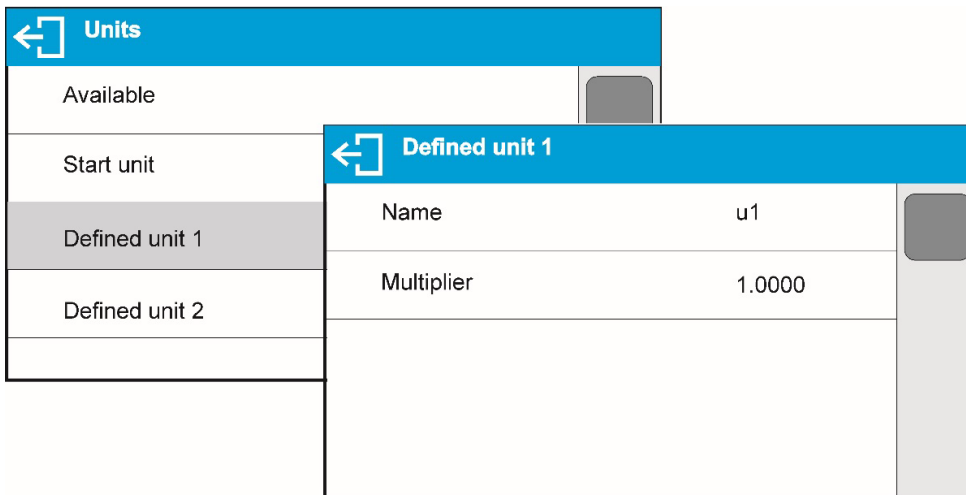 Units
Available
Start unit
Defined unit 1
Defined unit 2
Defined unit 1
Name u1
Multiplier 1.0000